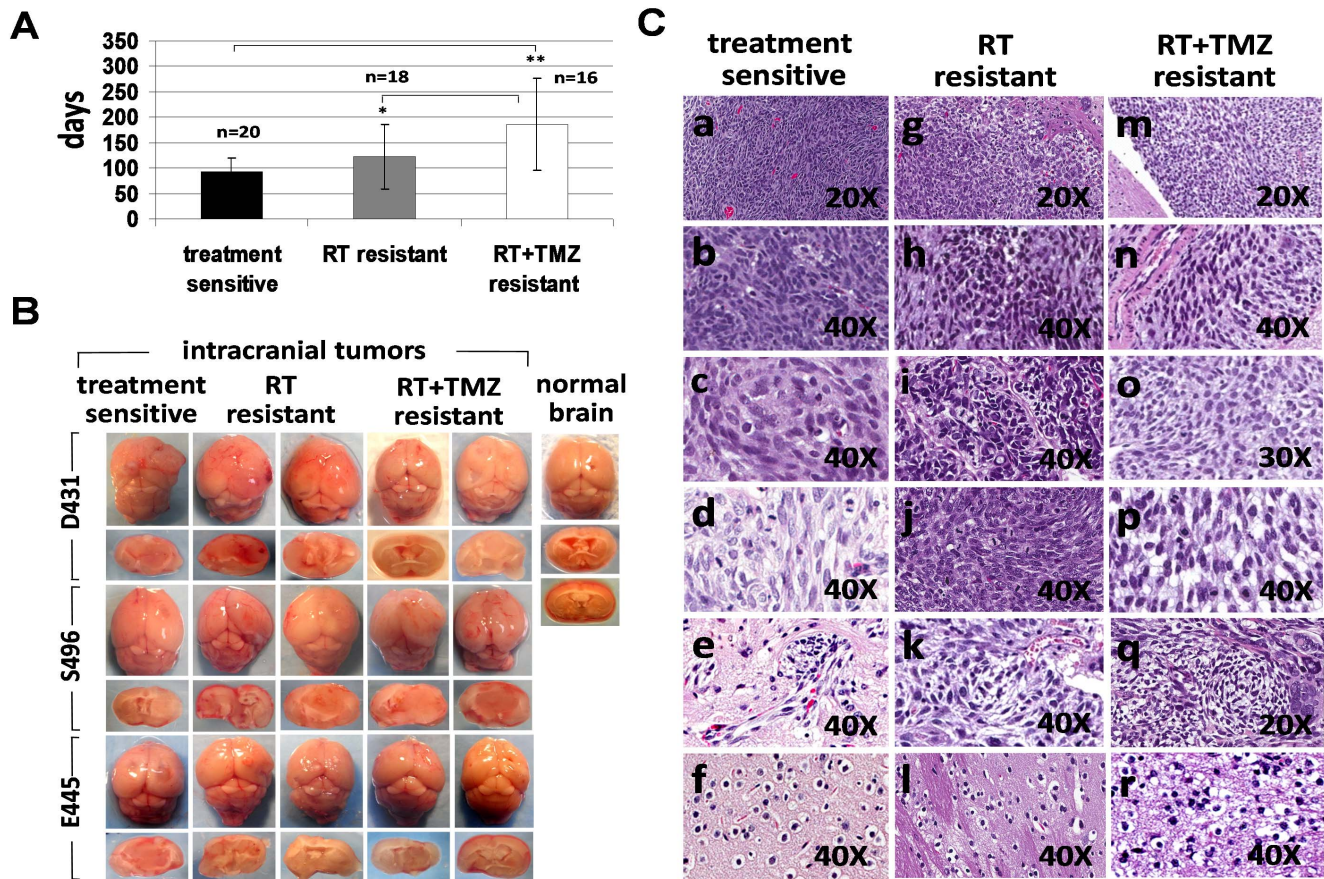 A
350
300
250
200
150
100
50
0
days
n=20
n=18
*
**
n=16
treatment
sensitive
RT resistant
RT+TMZ
resistant
B
intracranial tumors
treatment
sensitive
RT
resistant
RT+TMZ
resistant
normal
brain
D431
S496
E445
C
treatment
sensitive
RT
resistant
RT+TMZ
resistant
a
20X
g
20X
m
20X
b
40X
h
40X
n
40X
c
40X
i
40X
o
30X
d
40X
j
40X
p
40X
e
40X
k
40X
q
20X
f
40X
l
40X
r
40X